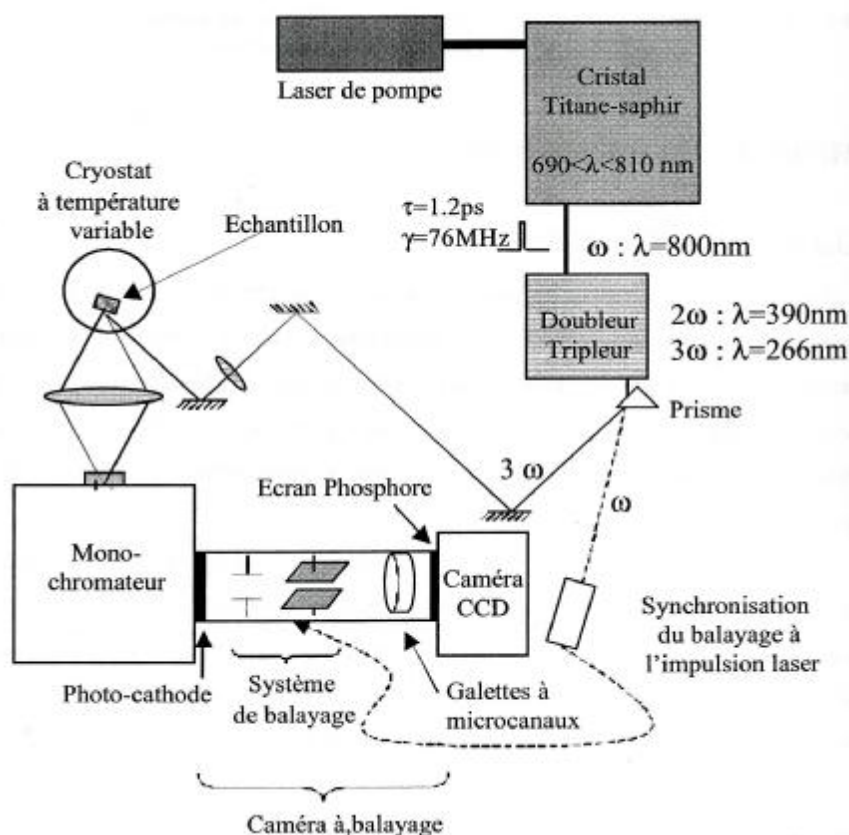 Laser de pompe
Cristal
Titane-saphir
690<λ<810 nm
Cryostat
à température
variable
Echantillon
τ=1.2ps
γ=76MHz
ω : λ=800nm
Doubleur
Tripleur
2ω : λ=390nm
3ω : λ=266nm
Prisme
3 ω
ω
Ecran Phosphore
Mono-
chromateur
Caméra
CCD
Synchronisation
du balayage à
l'impulsion laser
Photo-cathode
Système
de balayage
Galettes à
microcanaux
Caméra à,balayage